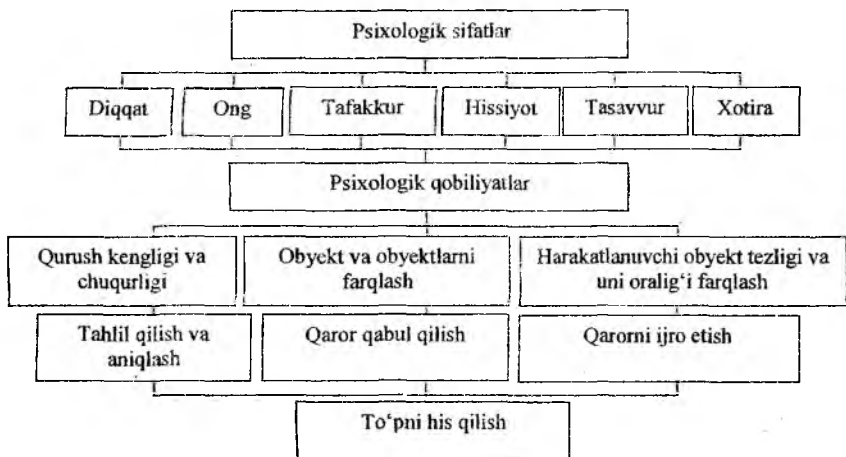 Psixologik sifatlar
Diqqat
Ong
Tafakkur
Hissiyot
Tasavvur
Xotira
Psixologik qobiliyatlar
Qurush kengligi va
chuqurligi
Obyekt va obyektlarni
farqlash
Harakatlanuvchi obyekt tezligi va
uni oralig‘i farqlash
Tahlil qilish va
aniqlash
Qaror qabul qilish
Qarorni ijro etish
To‘pni his qilish